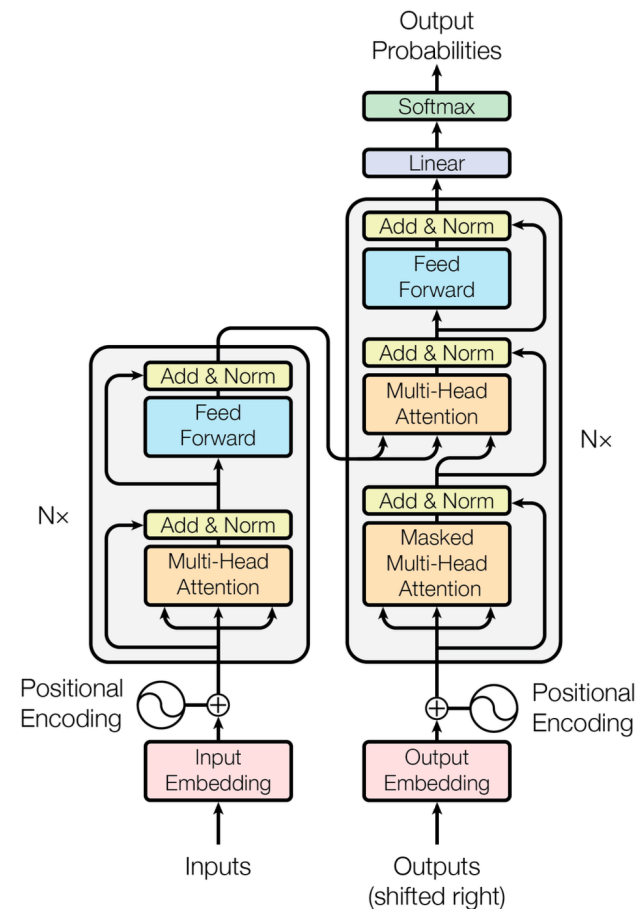 Output
Probabilities
Softmax
Linear
Add & Norm
Feed
Forward
Add & Norm
Multi-Head
Attention
Add & Norm
Masked
Multi-Head
Attention
N×
Add & Norm
Feed
Forward
Add & Norm
Multi-Head
Attention
N×
Positional
Encoding
Positional
Encoding
Input
Embedding
Output
Embedding
Inputs
Outputs
(shifted right)